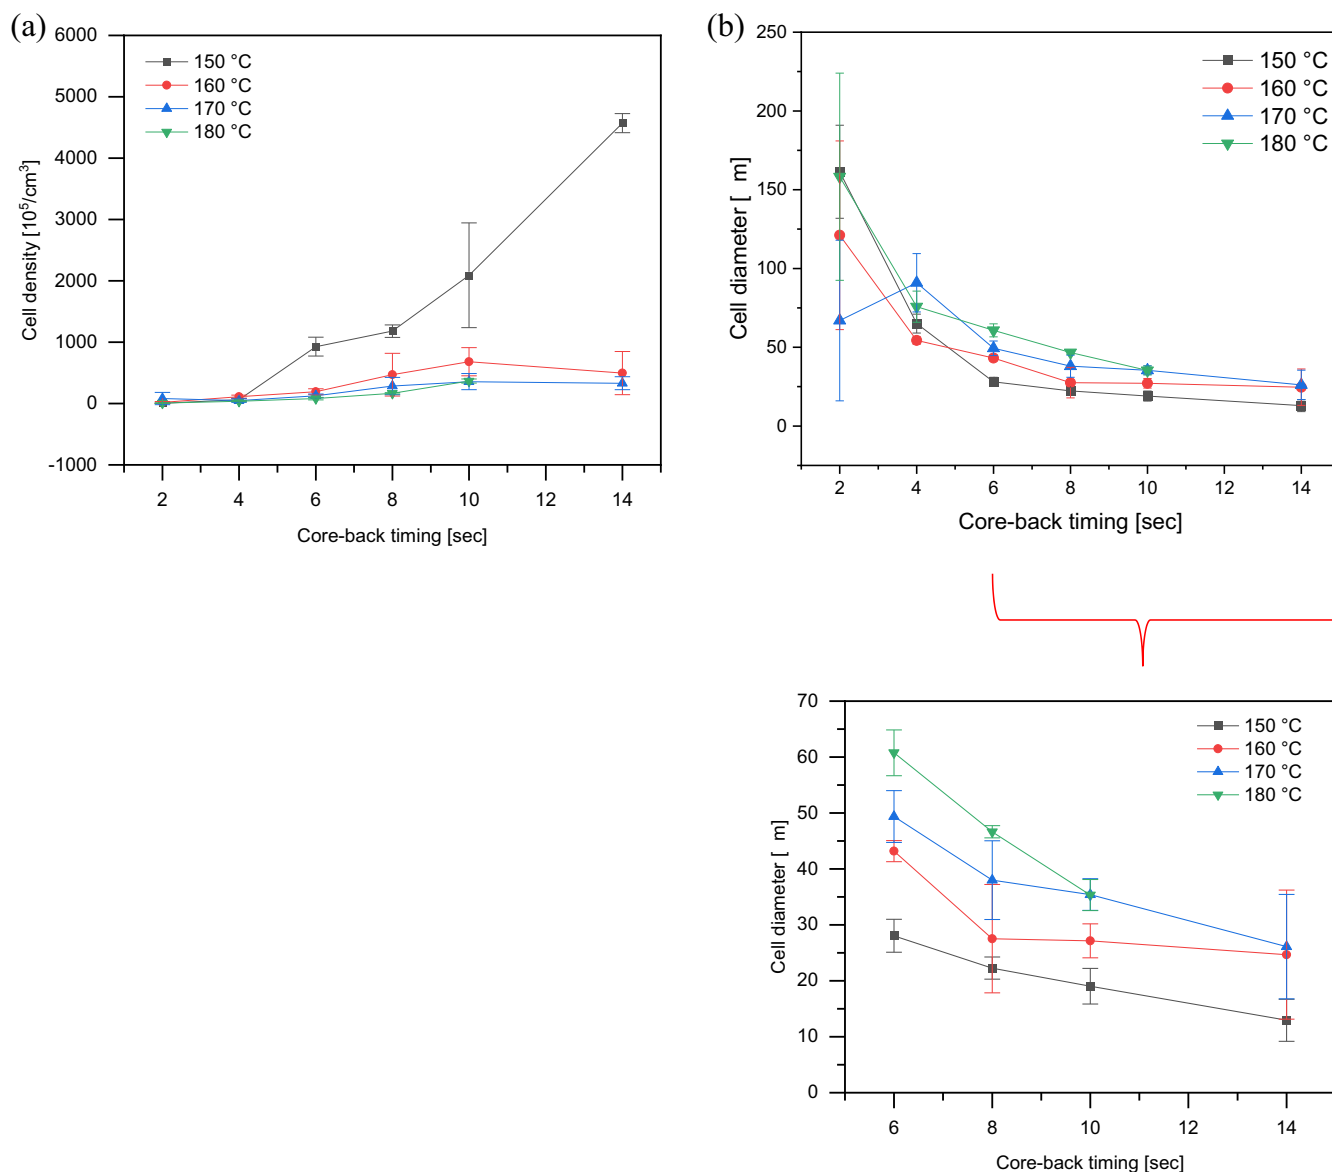 (a)
6000
5000
4000
3000
2000
1000
0
-1000
Cell density [10⁵/cm³]
150 °C
160 °C
170 °C
180 °C
2 4 6 8 10 12 14
Core-back timing [sec]
(b)
250
200
150
100
50
0
Cell diameter [ m]
150 °C
160 °C
170 °C
180 °C
2 4 6 8 10 12 14
Core-back timing [sec]
70
60
50
40
30
20
10
0
Cell diameter [ m]
150 °C
160 °C
170 °C
180 °C
6 8 10 12 14
Core-back timing [sec]